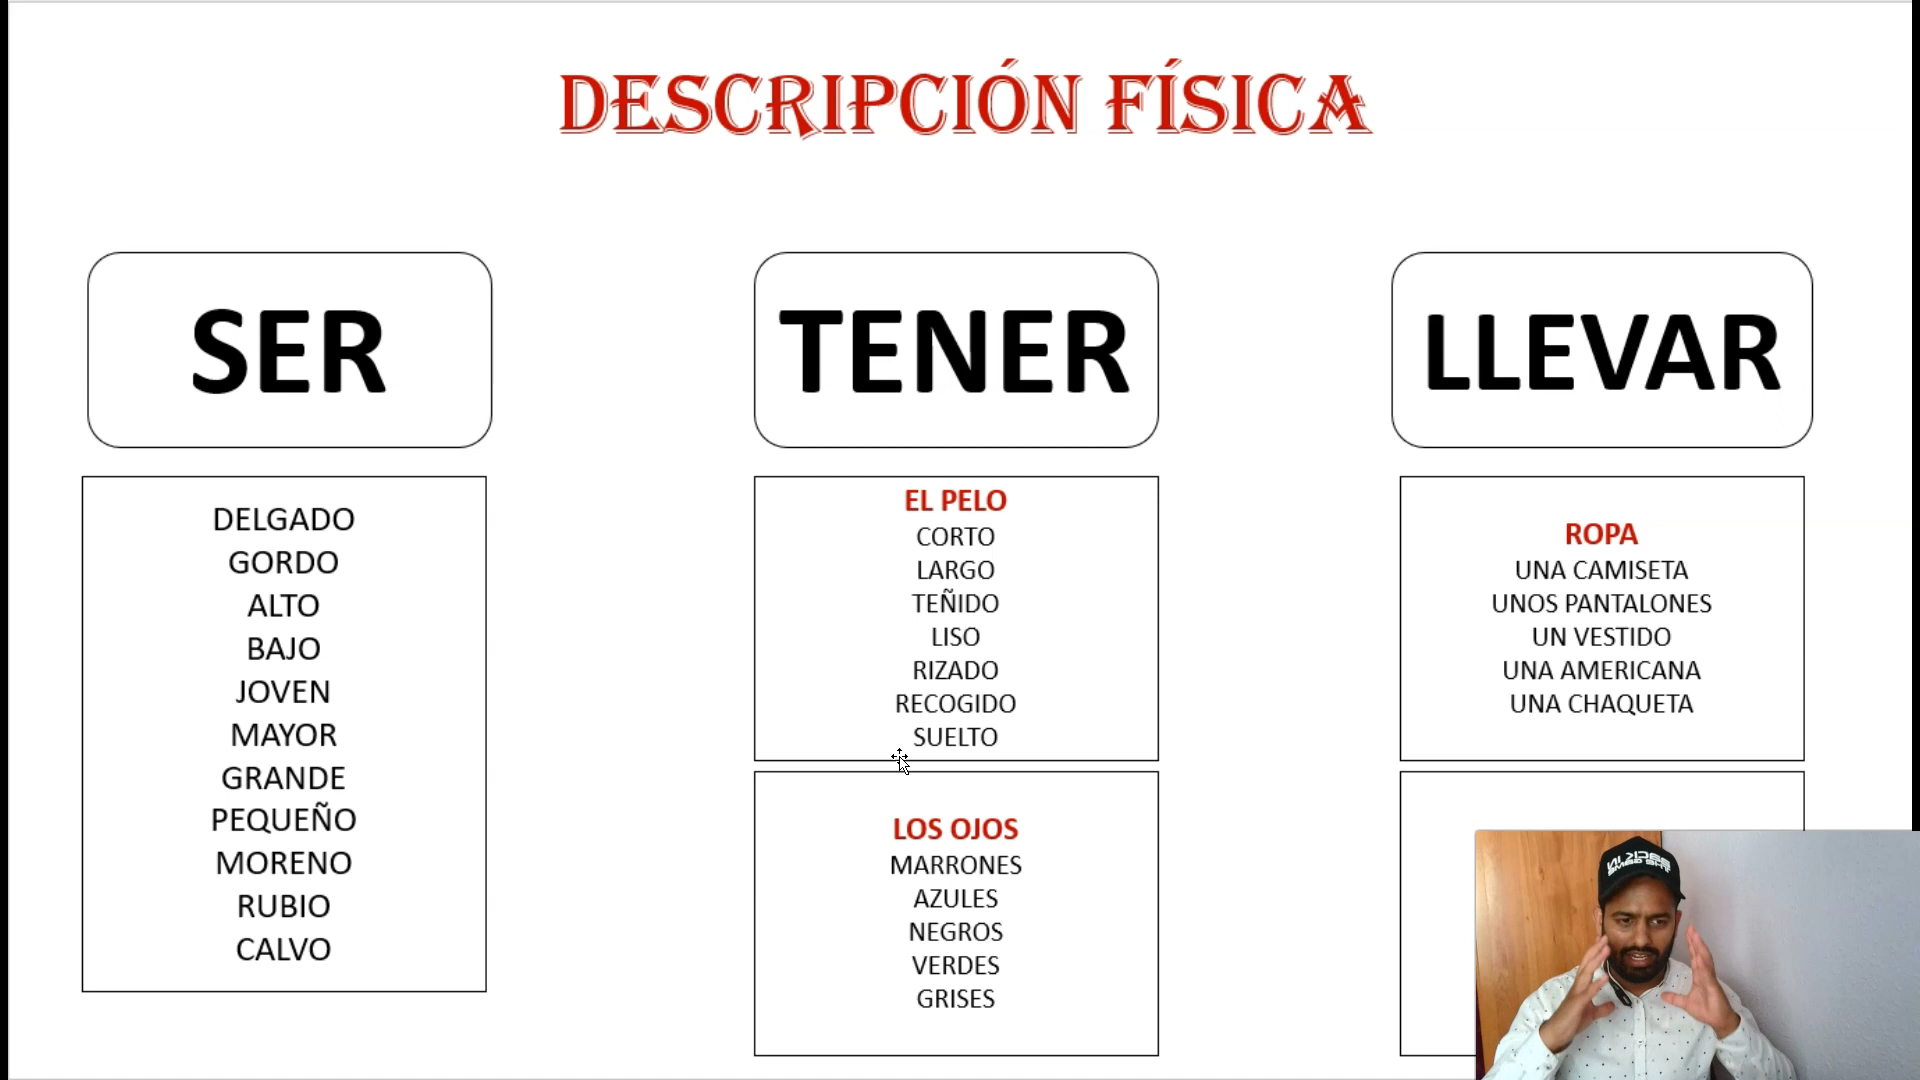 DESCRIPCIÓN FÍSICA
SER
DELGADO
GORDO
ALTO
BAJO
JOVEN
MAYOR
GRANDE
PEQUEÑO
MORENO
RUBIO
CALVO
TENER
EL PELO
CORTO
LARGO
TEÑIDO
LISO
RIZADO
RECOGIDO
SUELTO
LOS OJOS
MARRONES
AZULES
NEGROS
VERDES
GRISES
LLEVAR
ROPA
UNA CAMISETA
UNOS PANTALONES
UN VESTIDO
UNA AMERICANA
UNA CHAQUETA